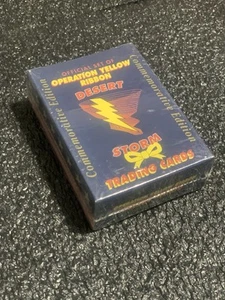 OFFICIAL SET OF
OPERATION YELLOW
RIBBON
DESERT
STORM
TRADING CARDS
Commemorative Edition
Commemorative Edition